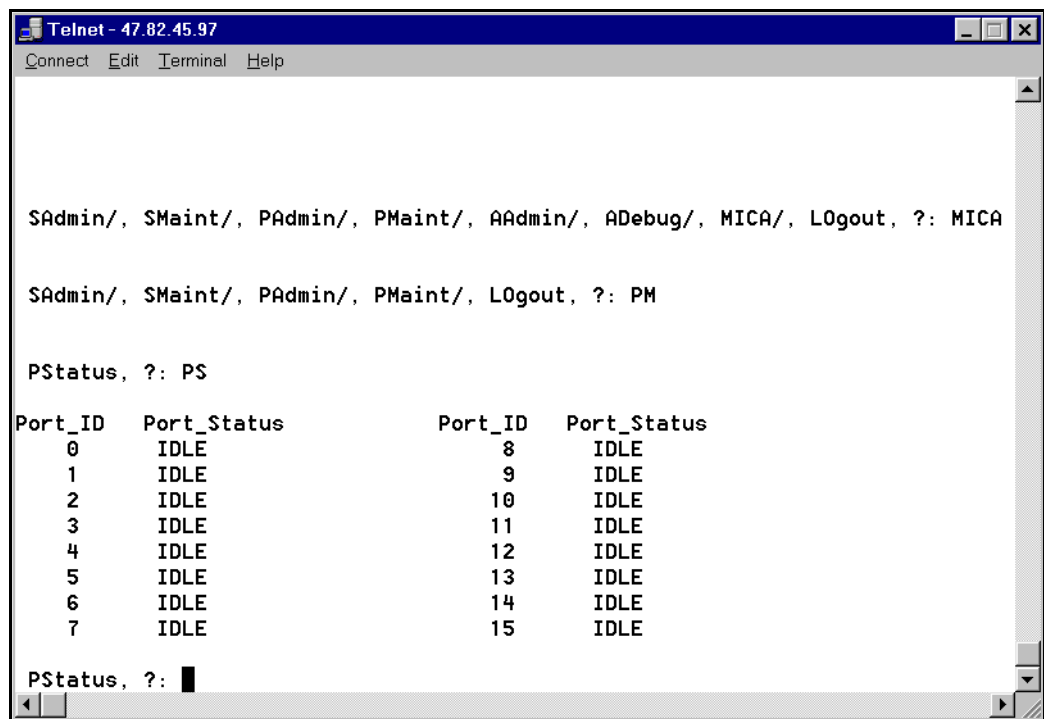 Telnet - 47.82.45.97
Connect Edit Terminal Help
SAdmin/, SMaint/, PAdmin/, PMaint/, AAdmin/, ADebug/, MICA/, LOgout, ?: MICA
SAdmin/, SMaint/, PAdmin/, PMaint/, LOgout, ?: PM
PStatus, ?: PS
Port_ID Port_Status Port_ID Port_Status
0 IDLE 8 IDLE
1 IDLE 9 IDLE
2 IDLE 10 IDLE
3 IDLE 11 IDLE
4 IDLE 12 IDLE
5 IDLE 13 IDLE
6 IDLE 14 IDLE
7 IDLE 15 IDLE
PStatus, ?: